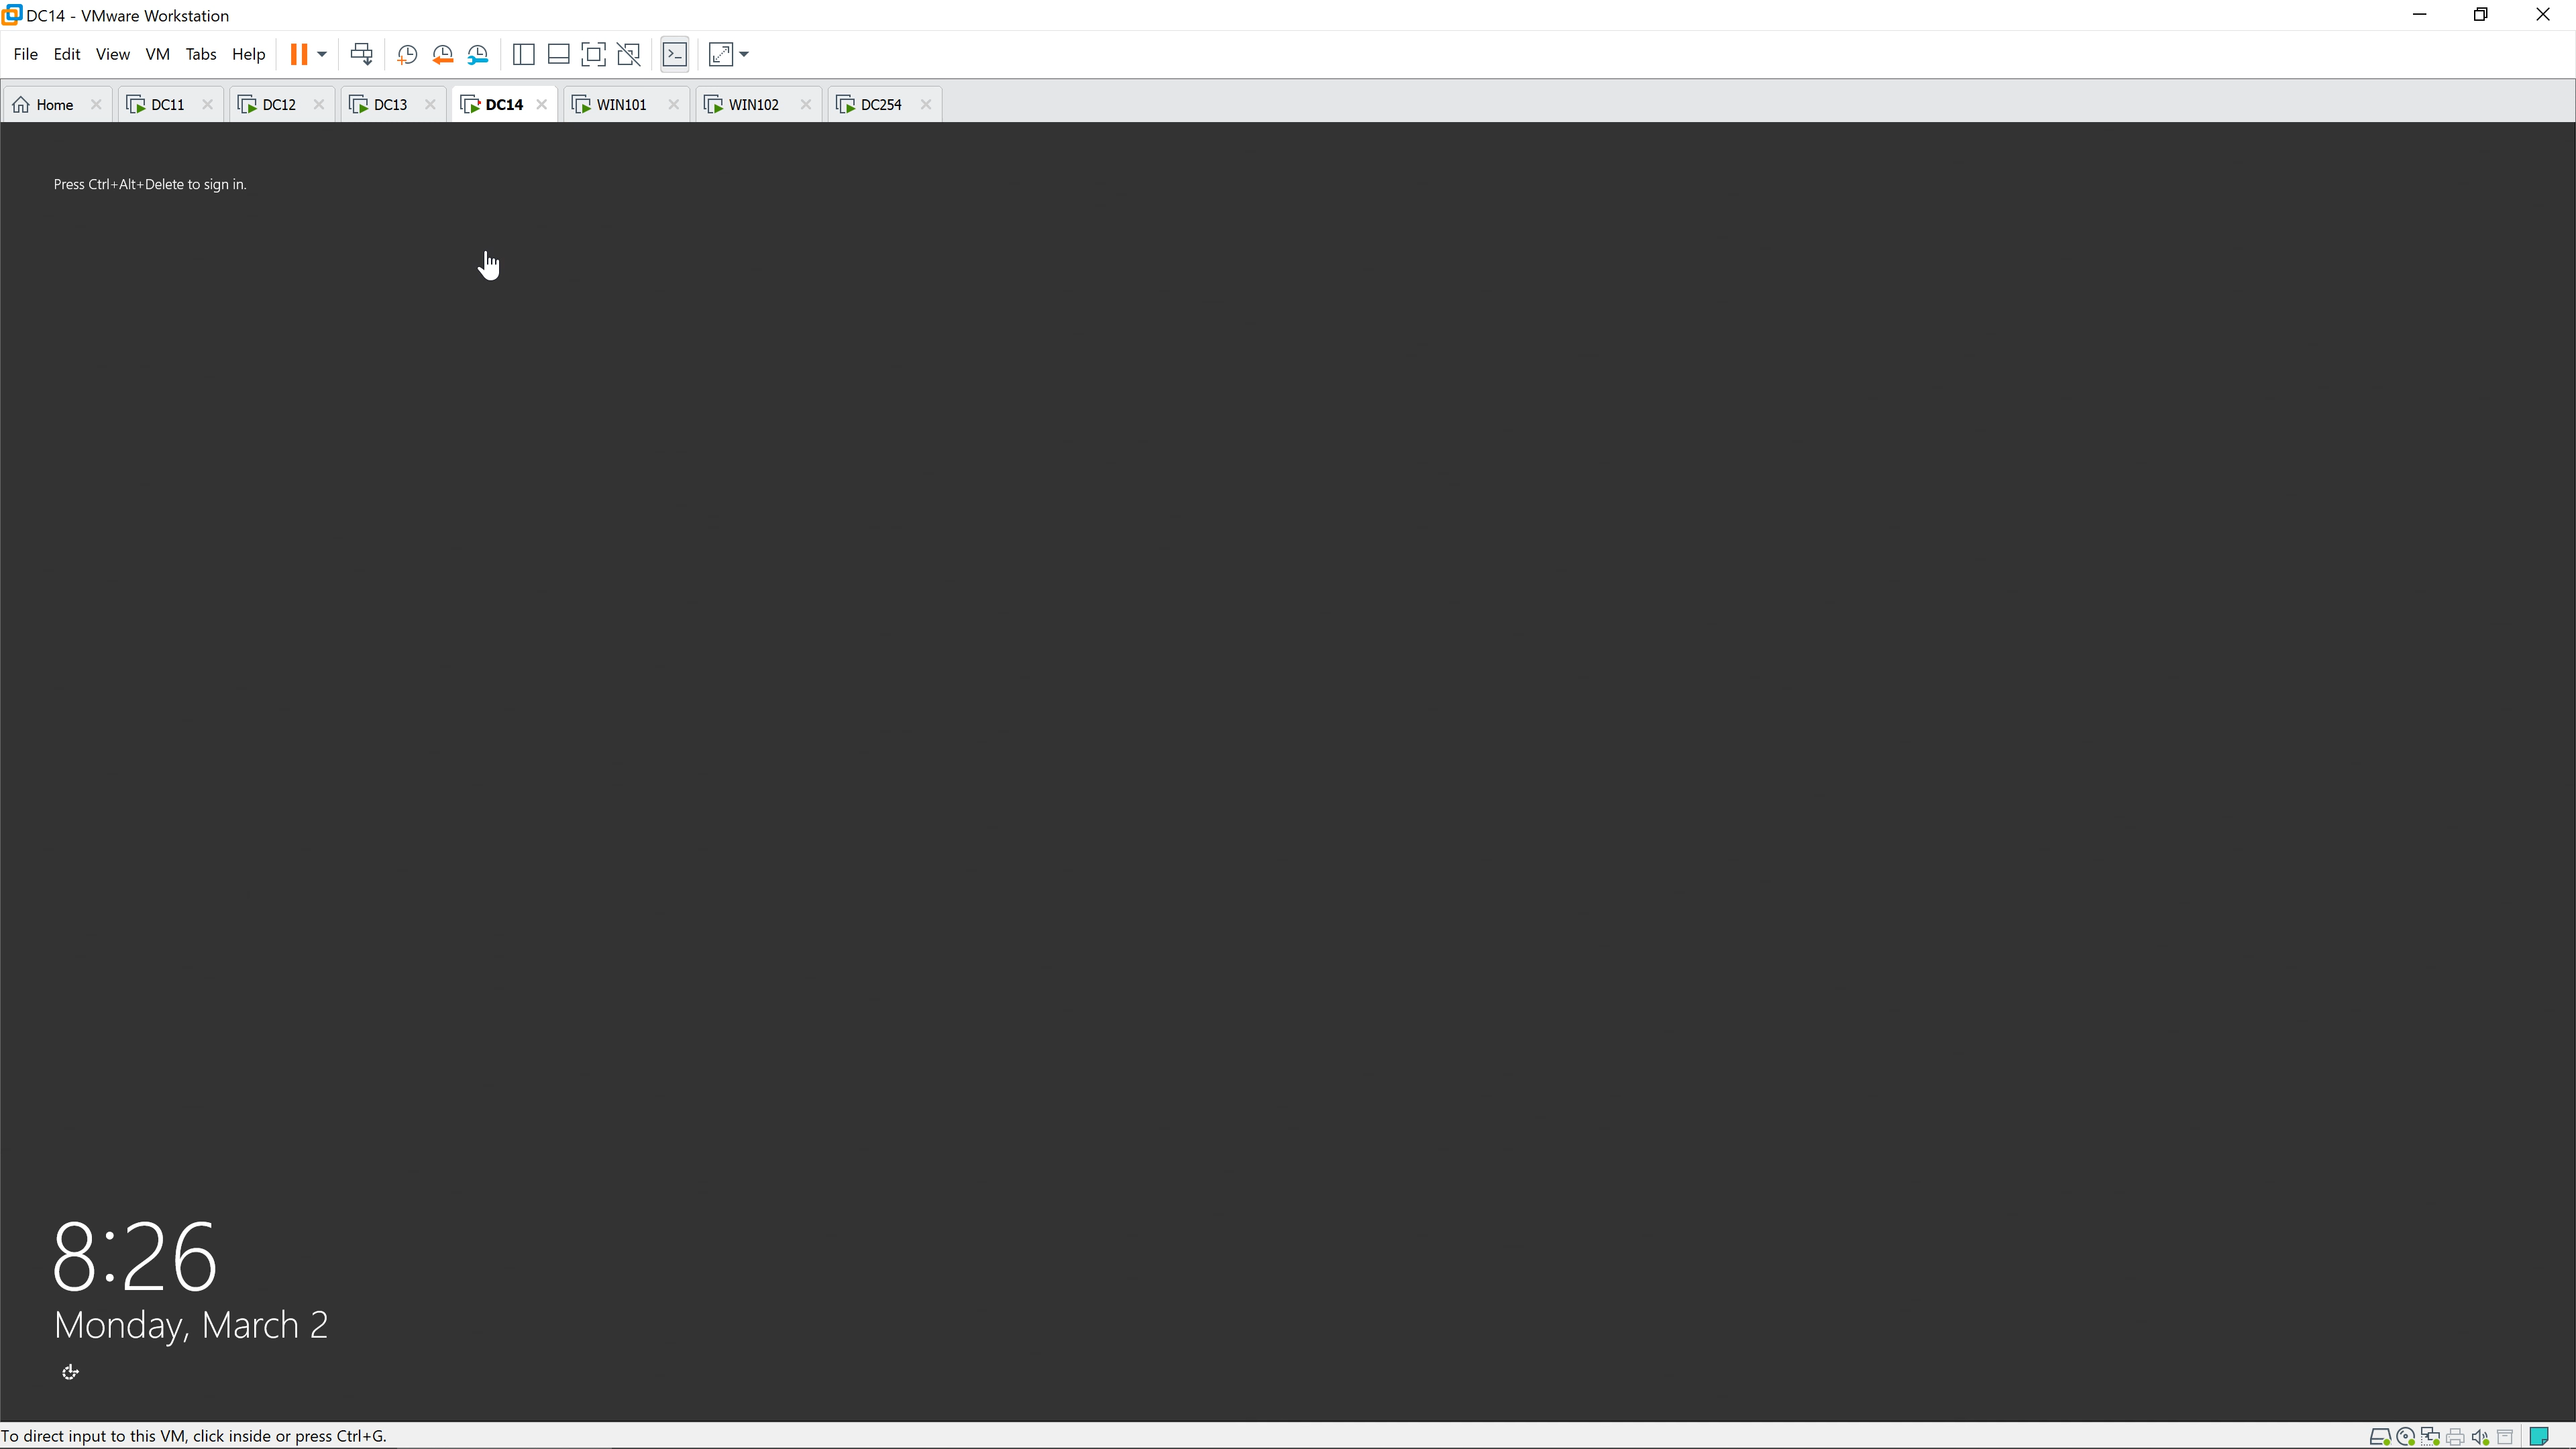 DC14 - VMware Workstation
File Edit View VM Tabs Help
Home DC11 DC12 DC13 DC14 WIN101 WIN102 DC254
Press Ctrl+Alt+Delete to sign in.
8:26
Monday, March 2
To direct input to this VM, click inside or press Ctrl+G.